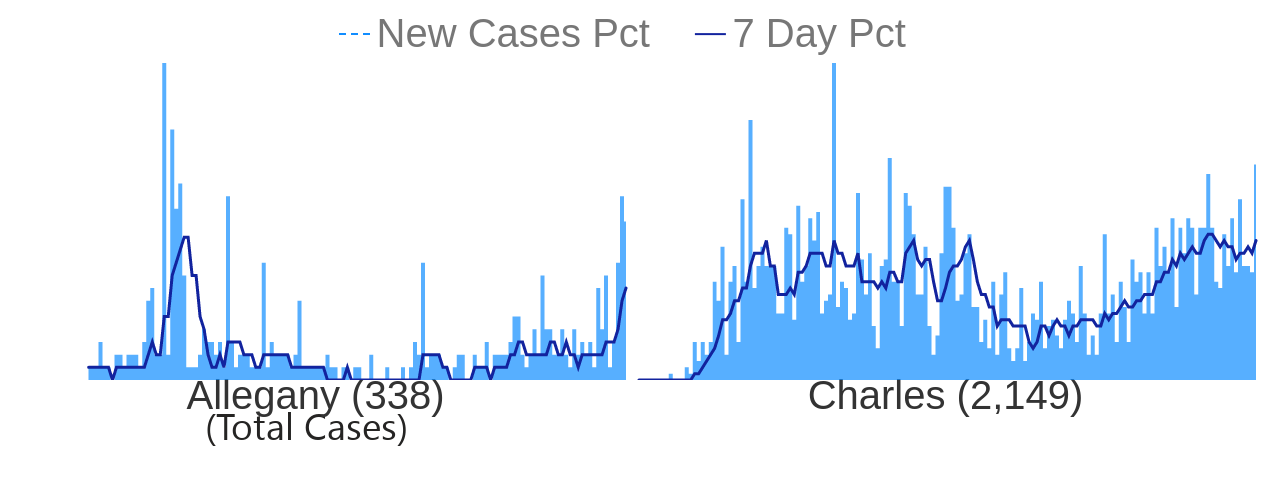 New Cases Pct 7 Day Pct
Allegany (338) Charles (2,149)
(Total Cases)